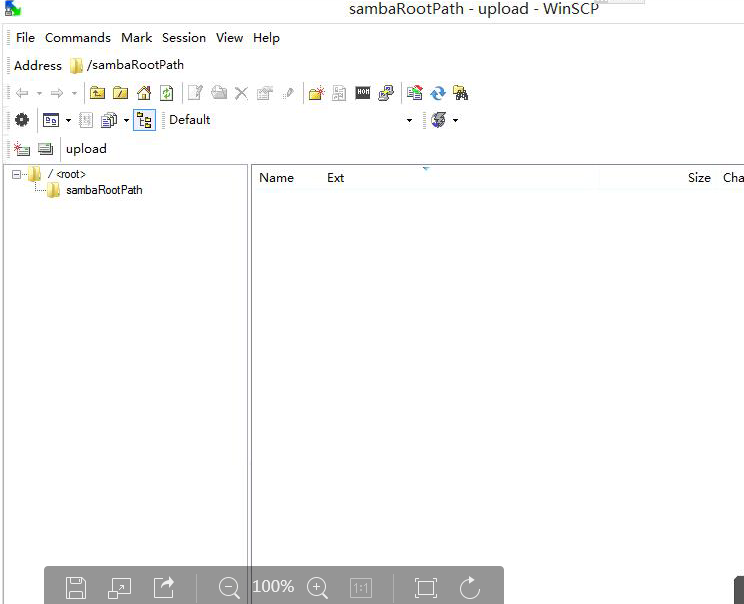 sambaRootPath - upload - WinSCP
File Commands Mark Session View Help
Address /sambaRootPath
Default
upload
/ <root>
sambaRootPath
Name Ext Size Cha
100%
1:1